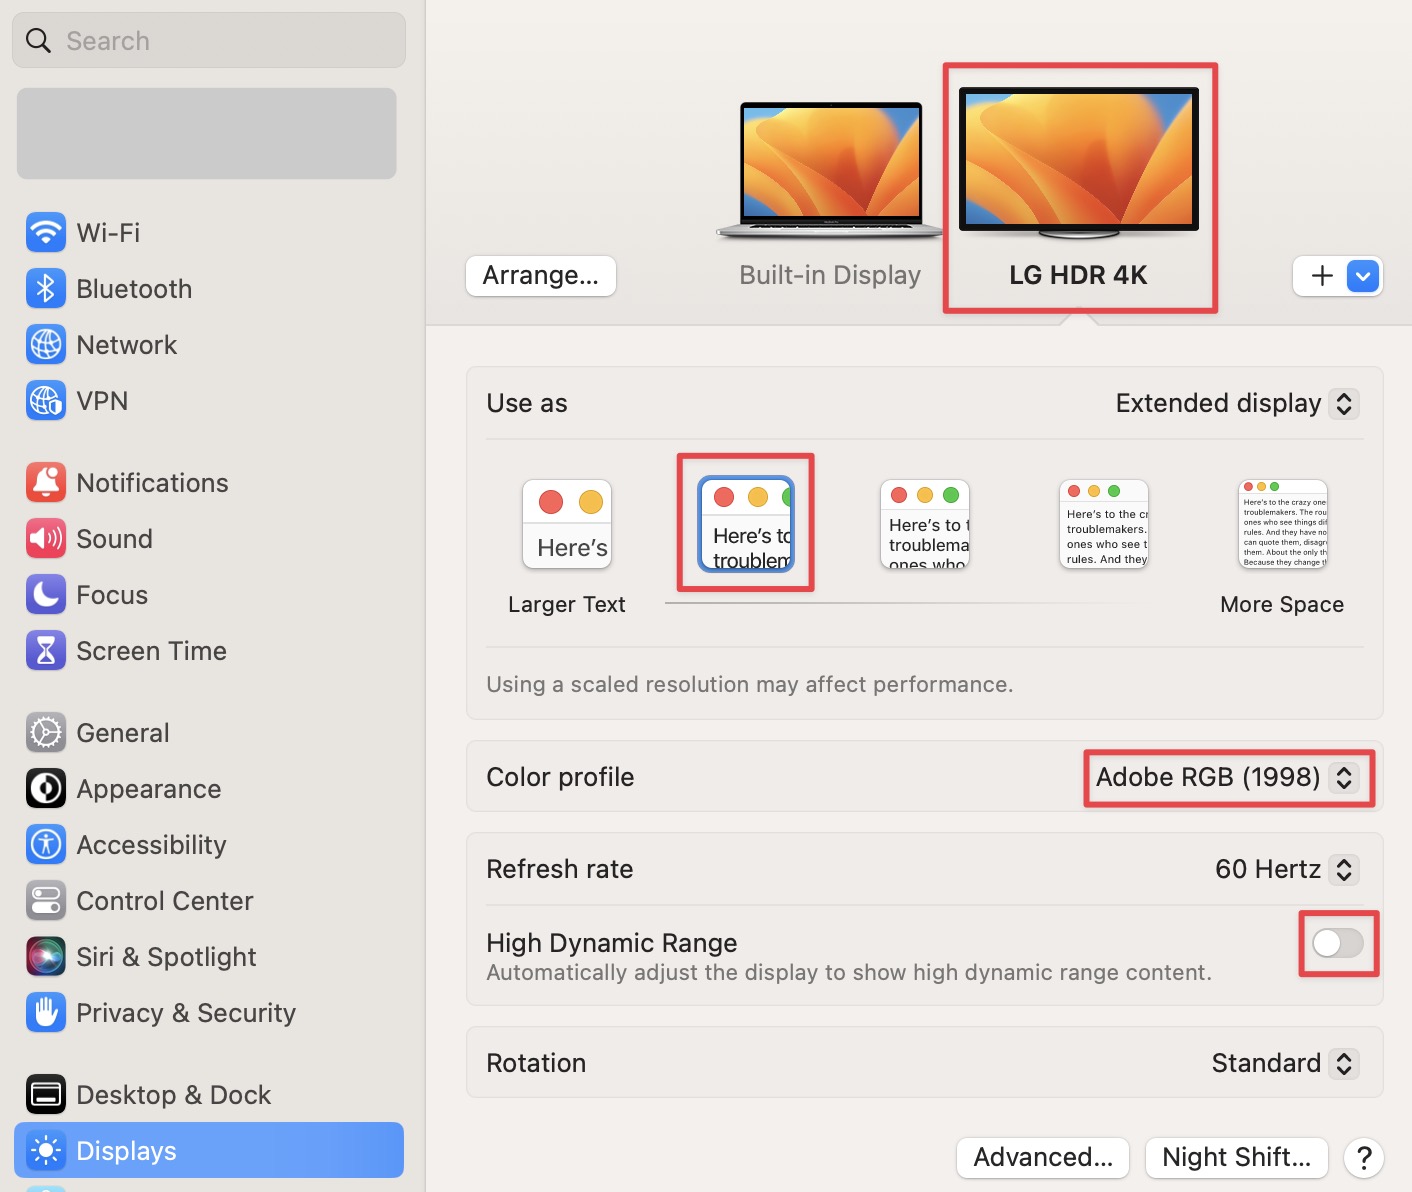 Search
Wi-Fi
Bluetooth
Network
VPN
Notifications
Sound
Focus
Screen Time
General
Appearance
Accessibility
Control Center
Siri & Spotlight
Privacy & Security
Desktop & Dock
Displays
Arrange...
Built-in Display
LG HDR 4K
Use as
Extended display
Here's
Here's to
troublem
Here's to t
troublema
ones who
Here's to the cr
troublemakers.
ones who see t
rules. And they
Here's to the crazy one
troublemakers. The rou
ones who see things dif
rules. And they have no
can quote them, disagr
them. About the only th
Because they change t
Larger Text
More Space
Using a scaled resolution may affect performance.
Color profile
Adobe RGB (1998)
Refresh rate
60 Hertz
High Dynamic Range
Automatically adjust the display to show high dynamic range content.
Rotation
Standard
Advanced...
Night Shift...
?